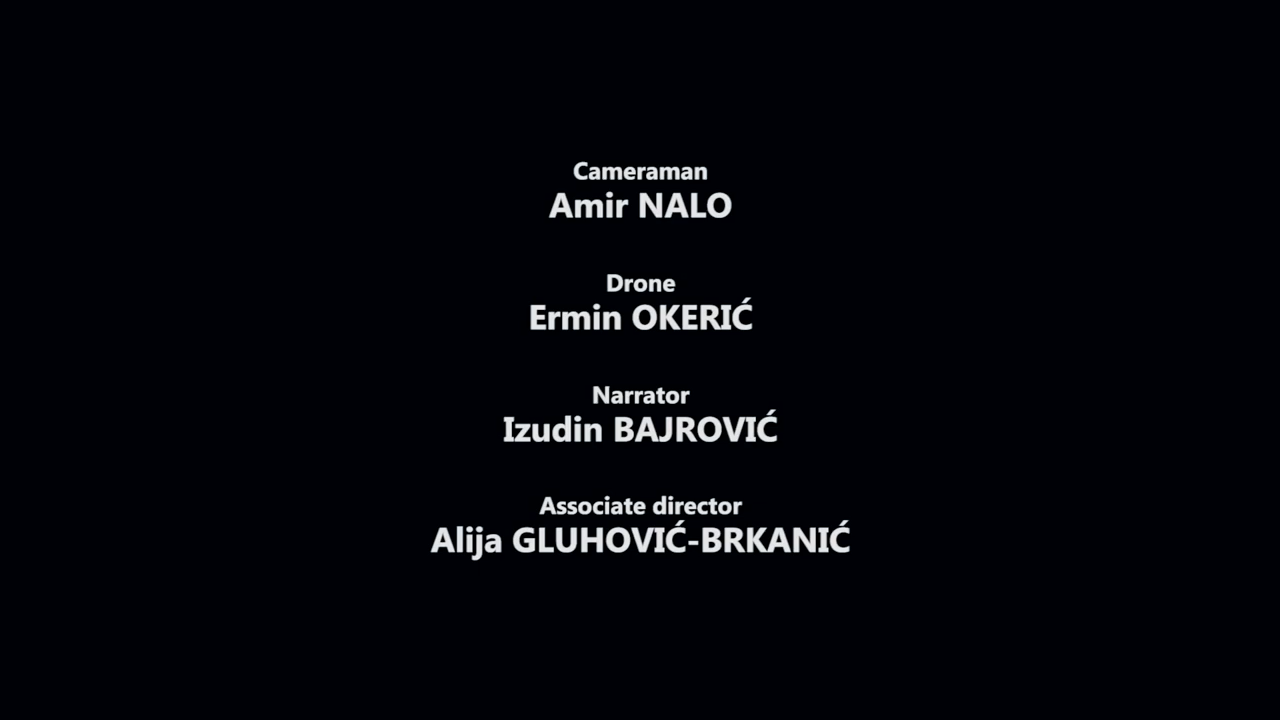 Cameraman
Amir NALO
Drone
Ermin OKERIĆ
Narrator
Izudin BAJROVIĆ
Associate director
Alija GLUHOVIĆ-BRKANIĆ